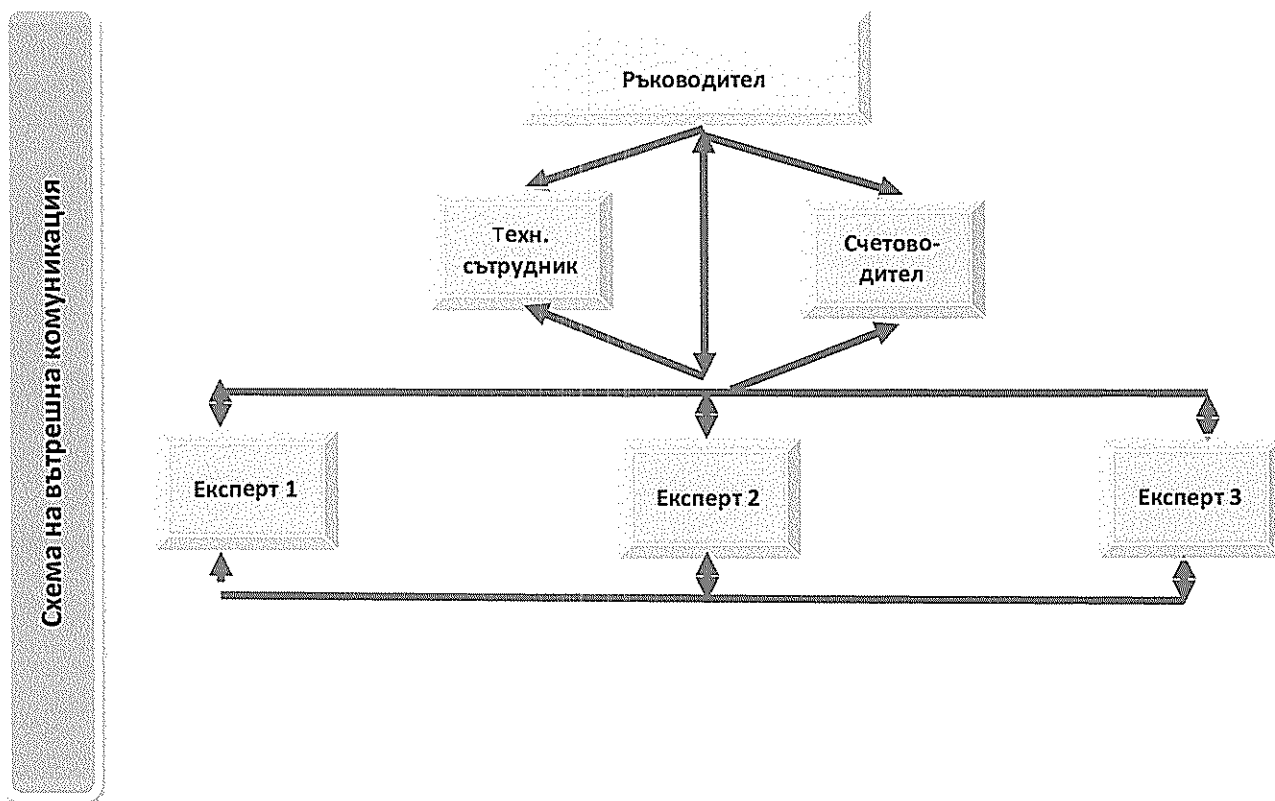 Схема на вътрешна комуникация
Ръководител
Техн.
сътрудник
Счетово-
дител
Експерт 1
Експерт 2
Експерт 3